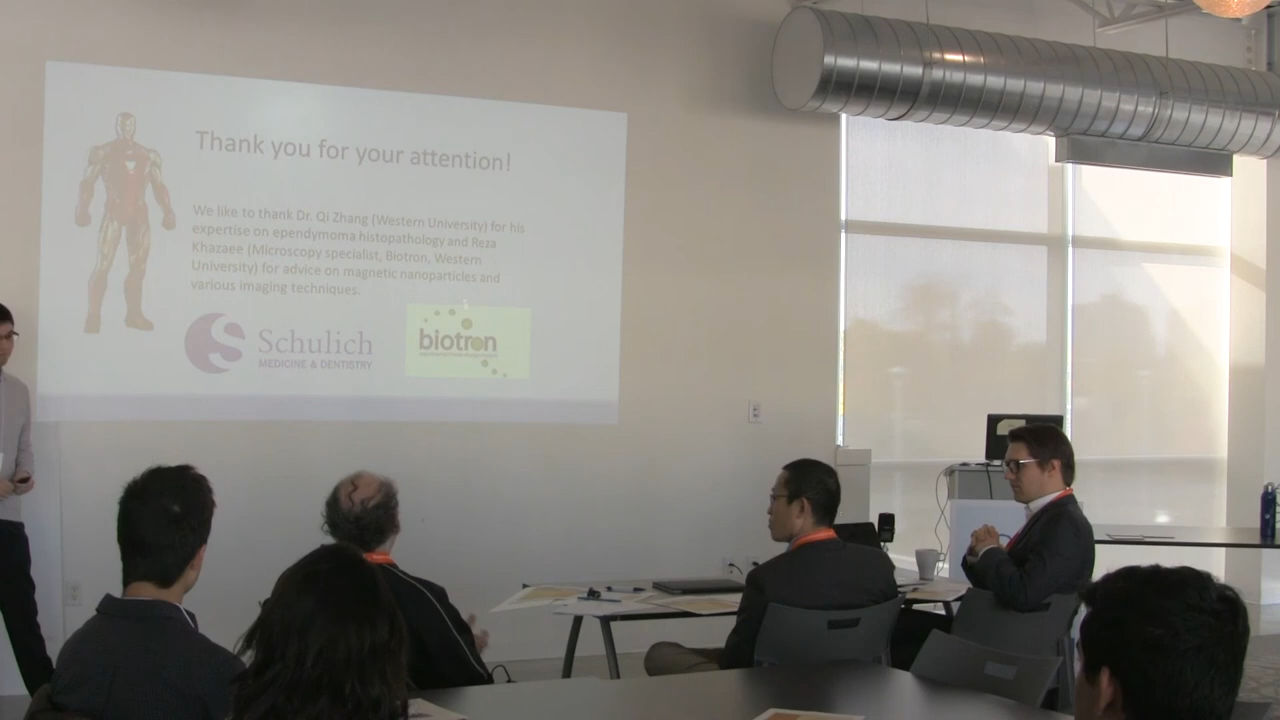 Thank you for your attention!
We like to thank Dr. Qi Zhang (Western University) for his
expertise on ependymoma histopathology and Reza
Khazaee (Microscopy specialist, Biotron, Western
University) for advice on magnetic nanoparticles and
various imaging techniques.
Schulich
MEDICINE & DENTISTRY
biotron